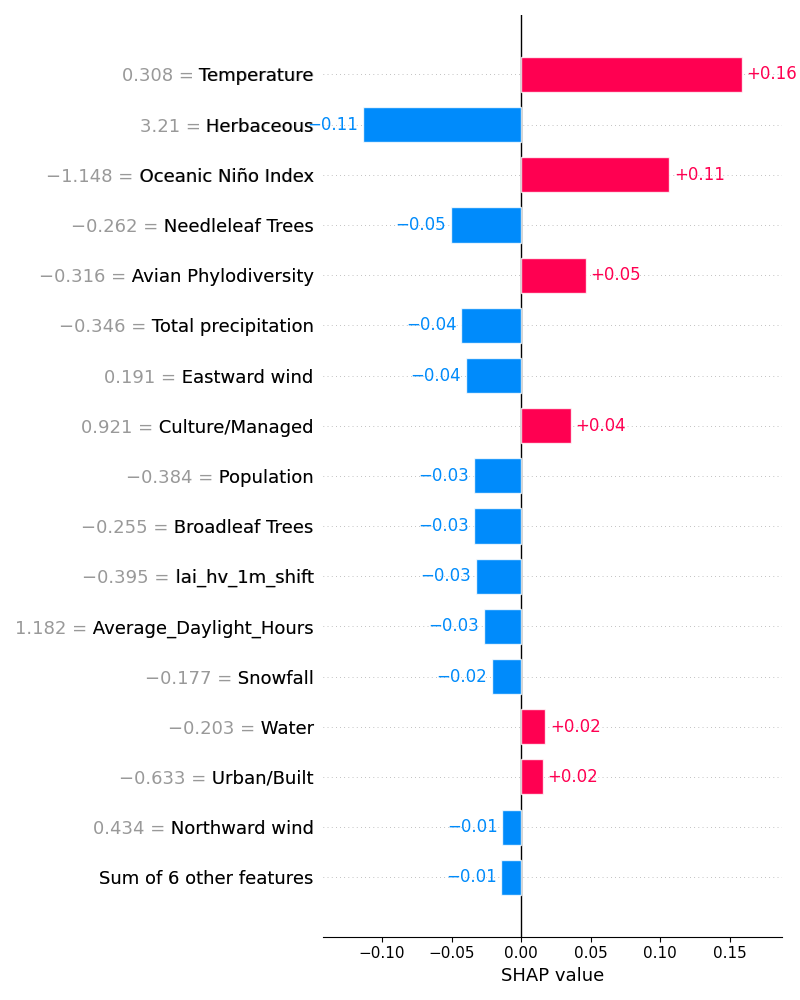 0.308 = Temperature +0.16
3.21 = Herbaceous −0.11
−1.148 = Oceanic Niño Index +0.11
−0.262 = Needleleaf Trees −0.05
−0.316 = Avian Phylodiversity +0.05
−0.346 = Total precipitation −0.04
0.191 = Eastward wind −0.04
0.921 = Culture/Managed +0.04
−0.384 = Population −0.03
−0.255 = Broadleaf Trees −0.03
−0.395 = lai_hv_1m_shift −0.03
1.182 = Average_Daylight_Hours −0.03
−0.177 = Snowfall −0.02
−0.203 = Water +0.02
−0.633 = Urban/Built +0.02
0.434 = Northward wind −0.01
Sum of 6 other features −0.01
−0.10 −0.05 0.00 0.05 0.10 0.15
SHAP value